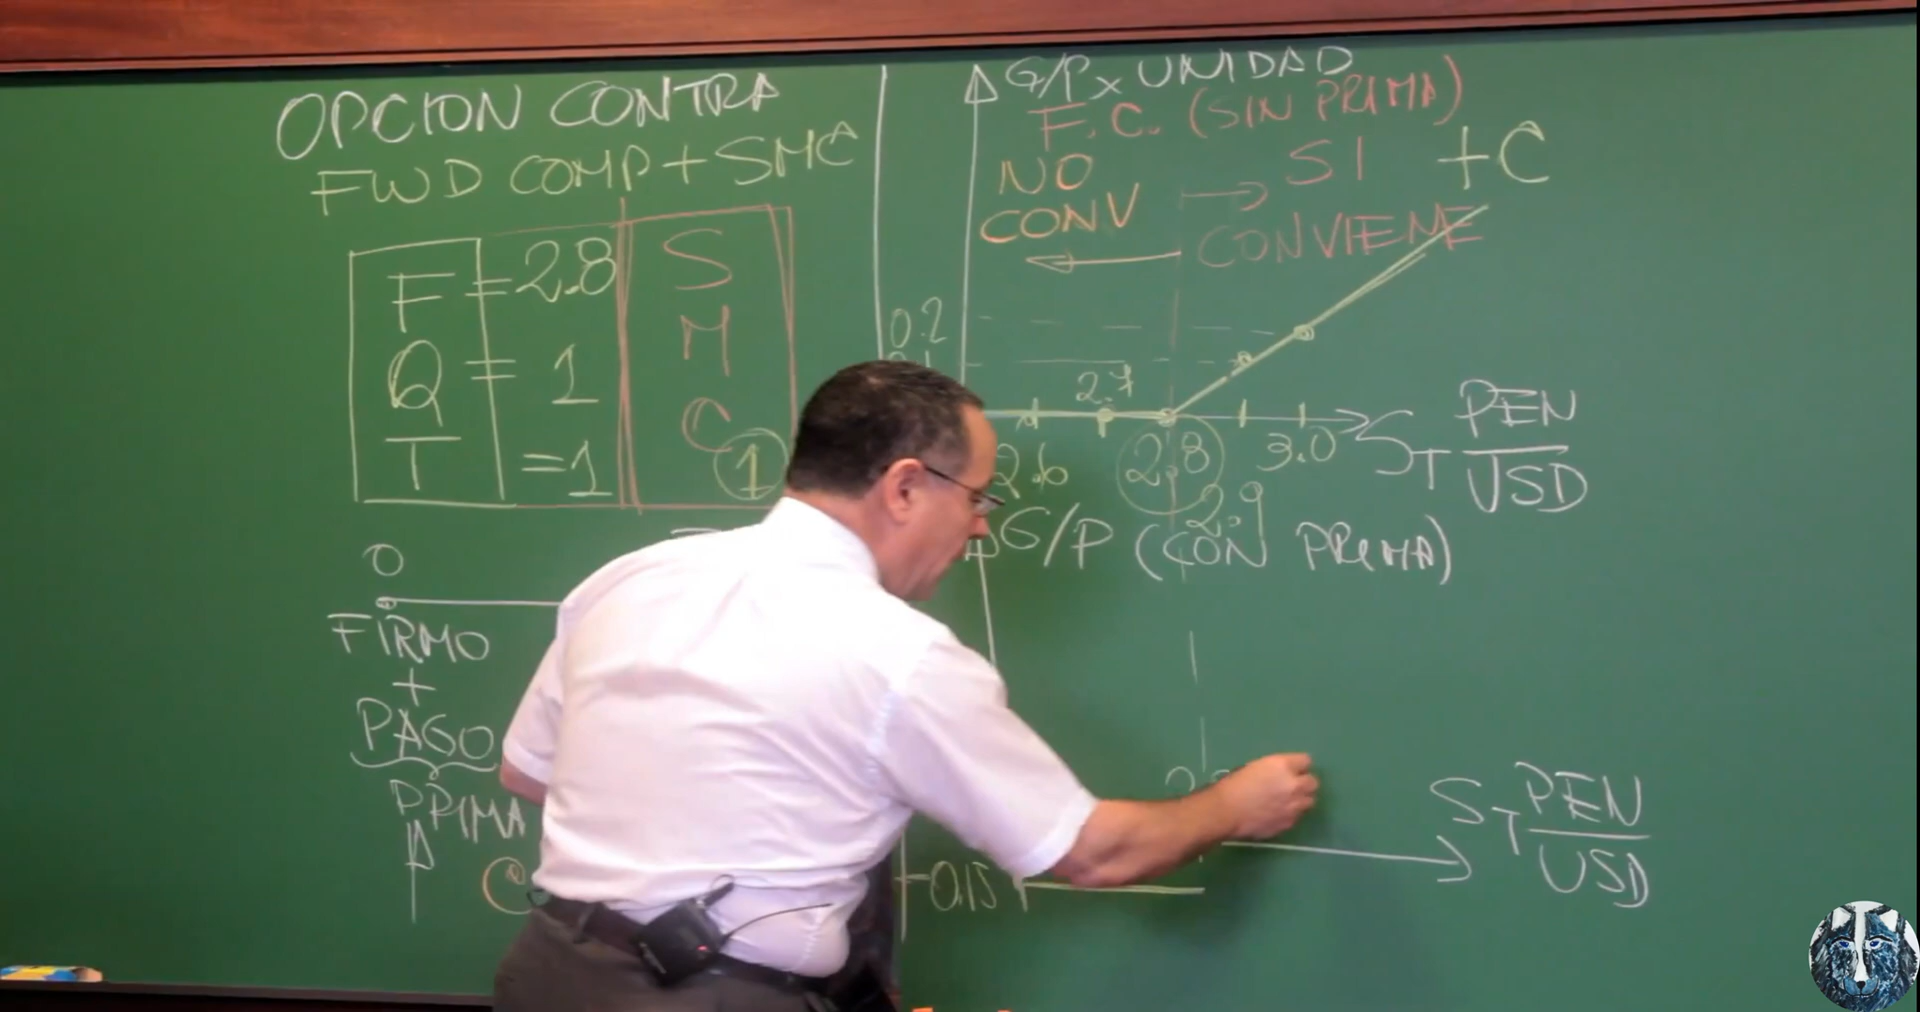 OPCION CONTRA
FWD COMP + SMC
F = 2.8
Q = 1
T = 1
S
M
C
1
0
FIRMO
+
PAGO
PRIMA
C
G/P x UNIDAD
F.C. (SIN PRIMA)
NO
CONV
SI
CONVIENE
+C
0.2
2.7
2.6
2.8
2.9
3.0
ST PEN
USD
G/P (CON PRIMA)
ST PEN
USD
-0.15